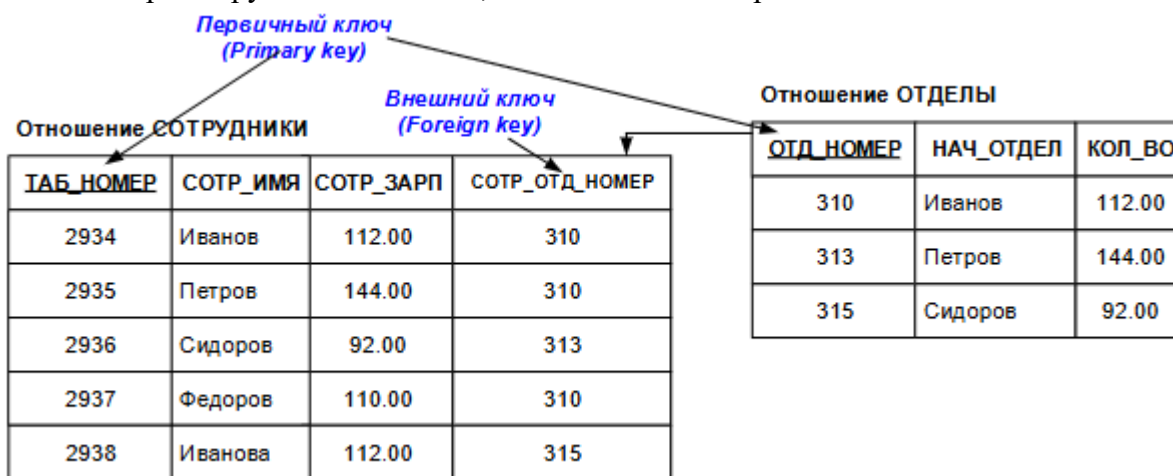 Первичный ключ
(Primary key)
Внешний ключ
(Foreign key)
Отношение СОТРУДНИКИ
ТАБ_НОМЕР СОТР_ИМЯ СОТР_ЗАРП СОТР_ОТД_НОМЕР
2934 Иванов 112.00 310
2935 Петров 144.00 310
2936 Сидоров 92.00 313
2937 Федоров 110.00 310
2938 Иванова 112.00 315
Отношение ОТДЕЛЫ
ОТД_НОМЕР НАЧ_ОТДЕЛ КОЛ_ВО
310 Иванов 112.00
313 Петров 144.00
315 Сидоров 92.00